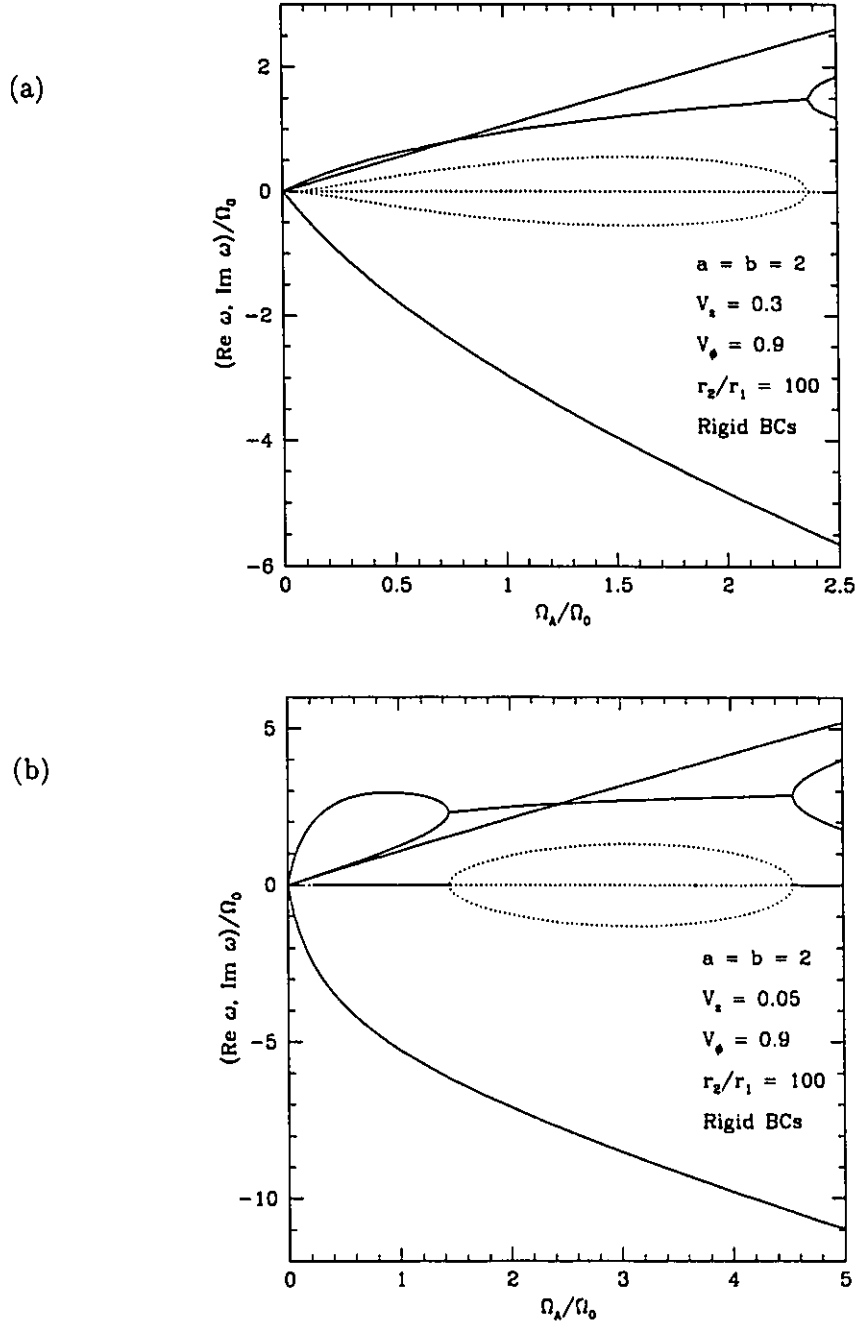 (a)
2
0
−2
−4
−6
(Re ω, Im ω)/Ω₀
a = b = 2
V_z = 0.3
V_ϕ = 0.9
r₂/r₁ = 100
Rigid BCs
0 0.5 1 1.5 2 2.5
Ω_A/Ω₀
(b)
5
0
−5
−10
(Re ω, Im ω)/Ω₀
a = b = 2
V_z = 0.05
V_ϕ = 0.9
r₂/r₁ = 100
Rigid BCs
0 1 2 3 4 5
Ω_A/Ω₀